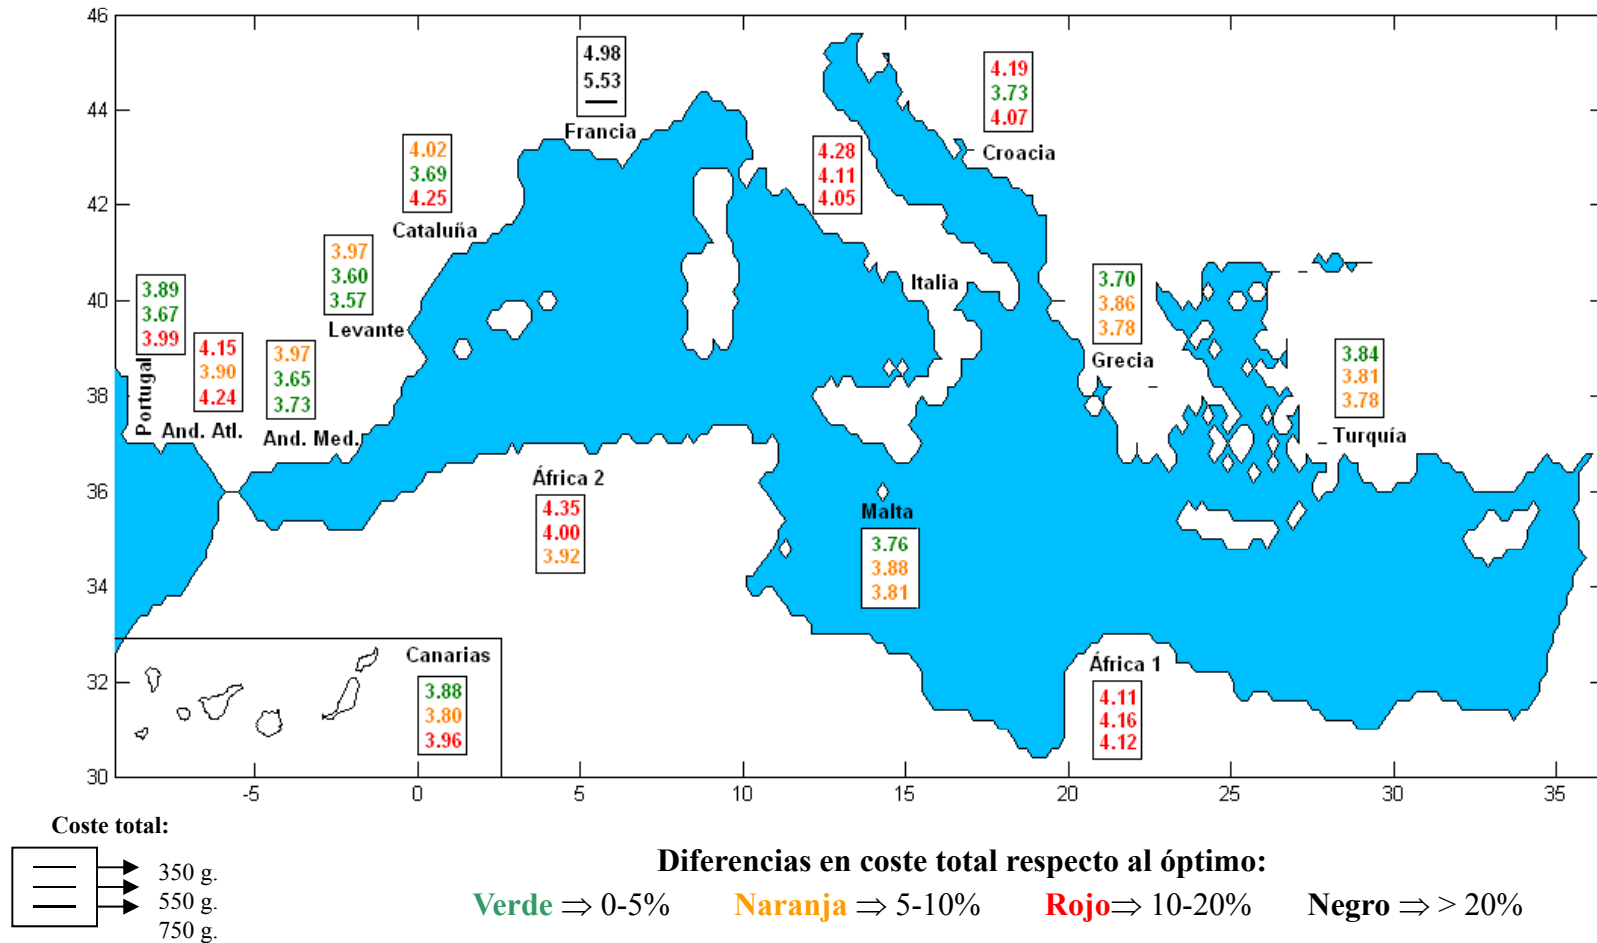 46
44
42
40
38
36
34
32
30
-5
0
5
10
15
20
25
30
35
4.98
5.53
Francia
4.19
3.73
4.07
Croacia
4.02
3.69
4.25
Cataluña
4.28
4.11
4.05
Italia
3.97
3.60
3.57
Levante
3.89
3.67
3.99
Portugal
4.15
3.90
4.24
And. Atl.
3.97
3.65
3.73
And. Med.
3.70
3.86
3.78
Grecia
3.84
3.81
3.78
Turquía
África 2
4.35
4.00
3.92
Malta
3.76
3.88
3.81
África 1
4.11
4.16
4.12
Canarias
3.88
3.80
3.96
Coste total:
350 g.
550 g.
750 g.
Diferencias en coste total respecto al óptimo:
Verde ⇒ 0-5% Naranja ⇒ 5-10% Rojo⇒ 10-20% Negro ⇒ > 20%